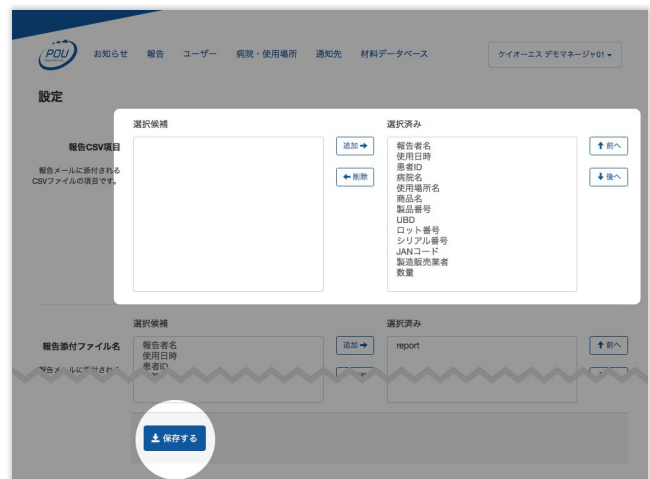 POU
お知らせ 報告 ユーザー 病院・使用場所 通知先 材料データベース ケイオーエス デモマネージャ01
設定
選択候補 選択済み
報告CSV項目
報告メールに添付される
CSVファイルの項目です。
追加
削除
報告者名
使用日時
患者ID
病院名
使用場所名
商品名
製品番号
UBD
ロット番号
シリアル番号
JANコード
製造販売業者
数量
前へ
後へ
選択候補 選択済み
報告添付ファイル名
報告者名
使用日時
患者ID
追加
report
前へ
保存する